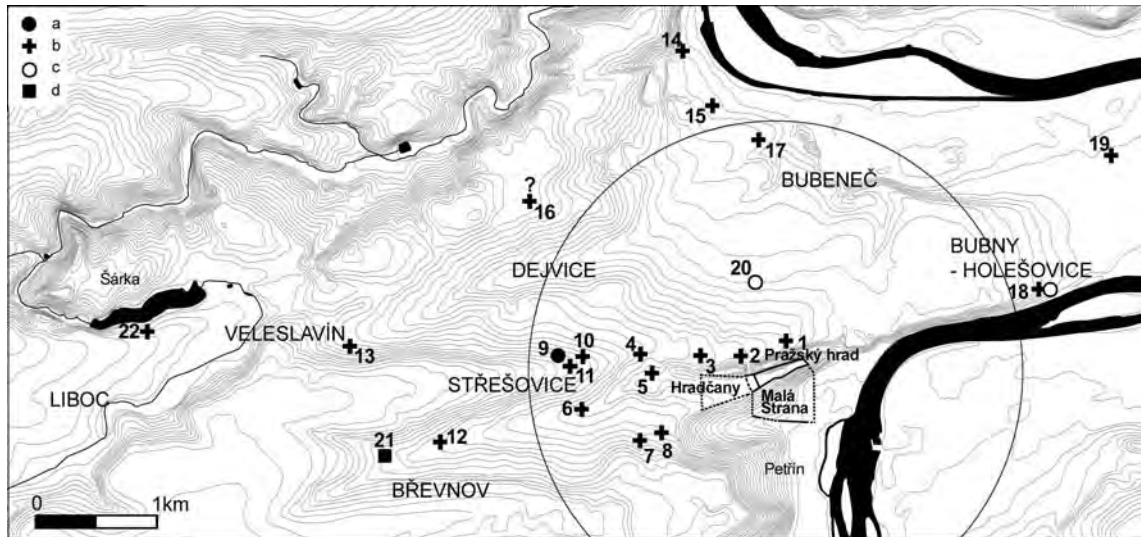 a
b
c
d
14
15
17
19
BUBENEČ
?
16
DEJVICE
20
BUBNY
- HOLEŠOVICE
18
Šárka
22
VELESLAVÍN
13
9
10
11
4
5
3
2
1
Pražský hrad
STŘEŠOVICE
Hradčany
Malá
Strana
LIBOC
6
21
12
7
8
Petřín
BŘEVNOV
0
1km